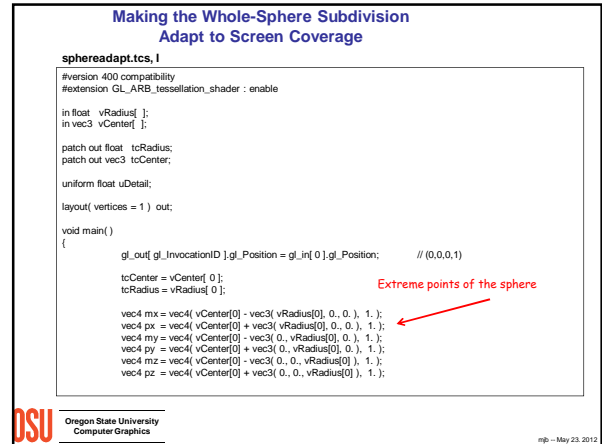 Making the Whole-Sphere Subdivision
Adapt to Screen Coverage
sphereadapt.tcs, I
#version 400 compatibility
#extension GL_ARB_tessellation_shader : enable
in float vRadius[ ];
in vec3 vCenter[ ];
patch out float tcRadius;
patch out vec3 tcCenter;
uniform float uDetail;
layout( vertices = 1 ) out;
void main( )
{
gl_out[ gl_InvocationID ].gl_Position = gl_in[ 0 ].gl_Position; // (0,0,0,1)
tcCenter = vCenter[ 0 ];
tcRadius = vRadius[ 0 ];
Extreme points of the sphere
vec4 mx = vec4( vCenter[0] - vec3( vRadius[0], 0., 0. ), 1. );
vec4 px = vec4( vCenter[0] + vec3( vRadius[0], 0., 0. ), 1. );
vec4 my = vec4( vCenter[0] - vec3( 0., vRadius[0], 0. ), 1. );
vec4 py = vec4( vCenter[0] + vec3( 0., vRadius[0], 0. ), 1. );
vec4 mz = vec4( vCenter[0] - vec3( 0., 0., vRadius[0] ), 1. );
vec4 pz = vec4( vCenter[0] + vec3( 0., 0., vRadius[0] ), 1. );
OSU
Oregon State University
Computer Graphics
mjb -- May 23, 2012